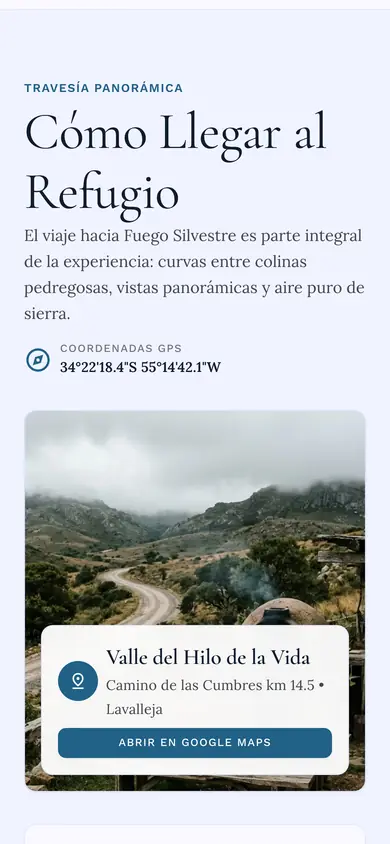 TRAVESÍA PANORÁMICA
Cómo Llegar al
Refugio
El viaje hacia Fuego Silvestre es parte integral
de la experiencia: curvas entre colinas
pedregosas, vistas panorámicas y aire puro de
sierra.
COORDENADAS GPS
34°22'18.4"S 55°14'42.1"W
Valle del Hilo de la Vida
Camino de las Cumbres km 14.5 •
Lavalleja
ABRIR EN GOOGLE MAPS